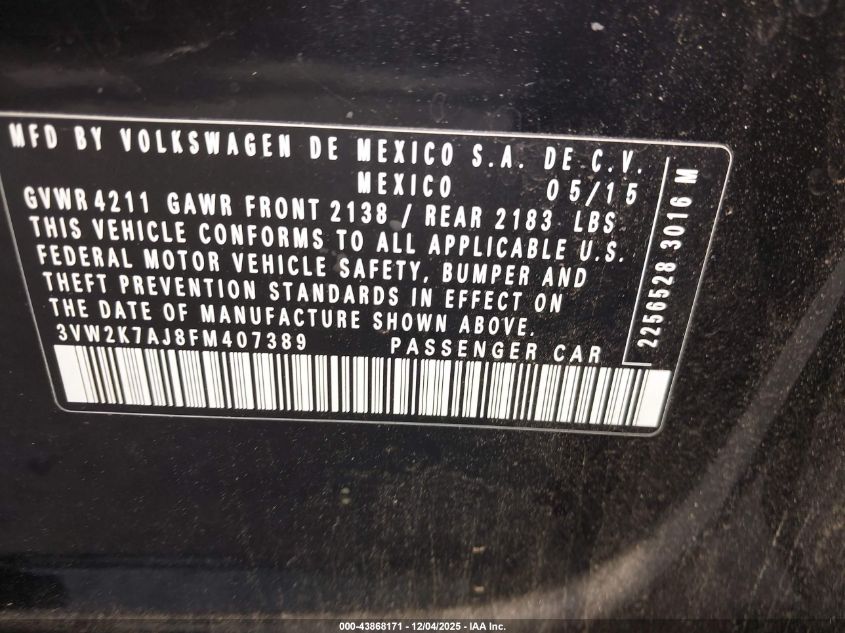 MFD BY VOLKSWAGEN DE MEXICO S.A. DE C.V.
MEXICO 05/15
GVWR 4211 GAWR FRONT 2138 / REAR 2183 LBS
THIS VEHICLE CONFORMS TO ALL APPLICABLE U.S.
FEDERAL MOTOR VEHICLE SAFETY, BUMPER AND
THEFT PREVENTION STANDARDS IN EFFECT ON
THE DATE OF MANUFACTURE SHOWN ABOVE.
3VW2K7AJ8FM407389 PASSENGER CAR
2256528 3016 M
000-43868171 - 12/04/2025 - IAA Inc.